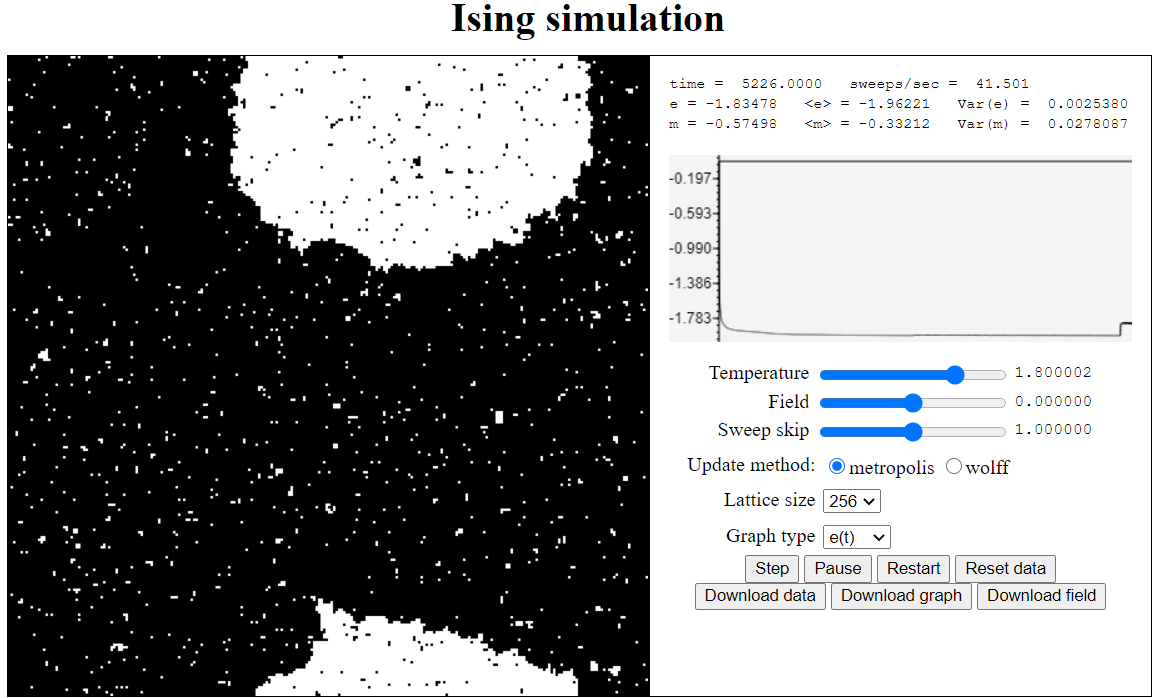 Ising simulation
time = 5226.0000 sweeps/sec = 41.501
e = -1.83478 <e> = -1.96221 Var(e) = 0.0025380
m = -0.57498 <m> = -0.33212 Var(m) = 0.0278087
-0.197
-0.593
-0.990
-1.386
-1.783
Temperature 1.800002
Field 0.000000
Sweep skip 1.000000
Update method: metropolis wolff
Lattice size 256
Graph type e(t)
Step Pause Restart Reset data
Download data Download graph Download field